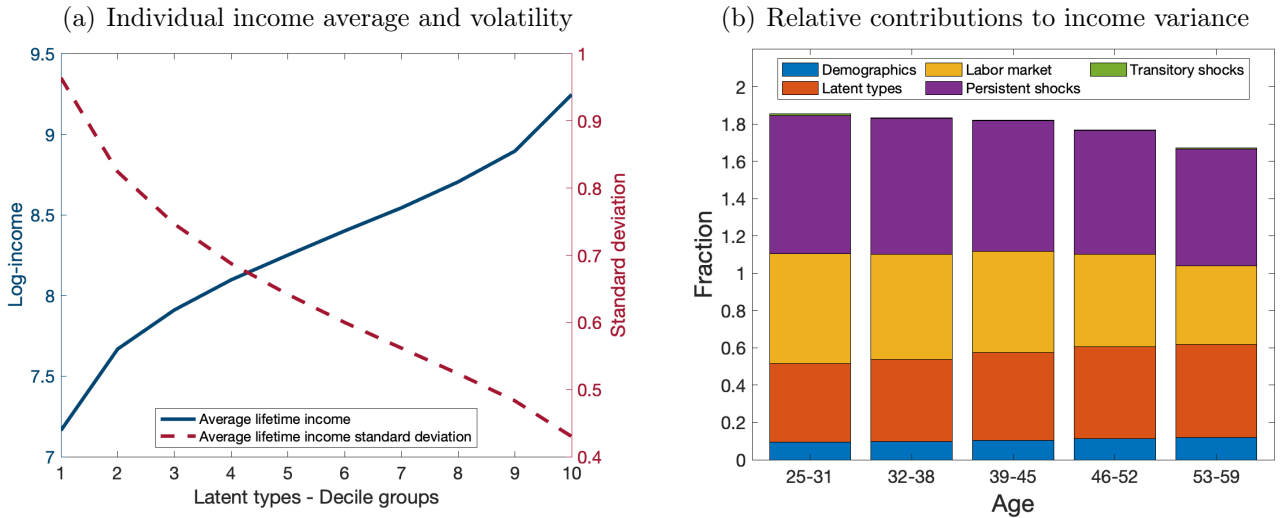 (a) Individual income average and volatility
9.5
9
8.5
8
7.5
7
Log-income
1
0.9
0.8
0.7
0.6
0.5
0.4
Standard deviation
Average lifetime income
Average lifetime income standard deviation
1 2 3 4 5 6 7 8 9 10
Latent types - Decile groups
(b) Relative contributions to income variance
Demographics Labor market Transitory shocks
Latent types Persistent shocks
2
1.8
1.6
1.4
1.2
1
0.8
0.6
0.4
0.2
0
Fraction
25-31 32-38 39-45 46-52 53-59
Age